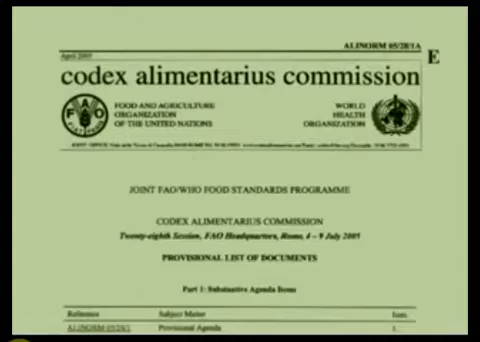 ALINORM 05/28/1A
April 2005
E
codex alimentarius commission
FOOD AND AGRICULTURE
ORGANIZATION
OF THE UNITED NATIONS
WORLD
HEALTH
ORGANIZATION
JOINT OFFICE:
JOINT FAO/WHO FOOD STANDARDS PROGRAMME
CODEX ALIMENTARIUS COMMISSION
Twenty-eighth Session, FAO Headquarters, Rome, 4 – 9 July 2005
PROVISIONAL LIST OF DOCUMENTS
Part 1: Substantive Agenda Items
Reference Subject Matter Item
ALINORM 05/28/1 Provisional Agenda 1.